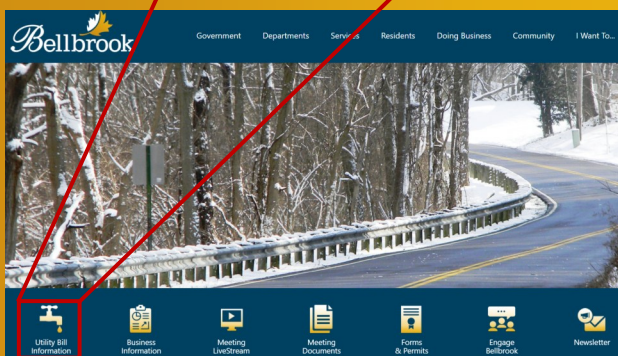 Bellbrook
Government Departments Services Residents Doing Business Community I Want To...
Utility Bill
Information
Business
Information
Meeting
LiveStream
Meeting
Documents
Forms
& Permits
Engage
Bellbrook
Newsletter